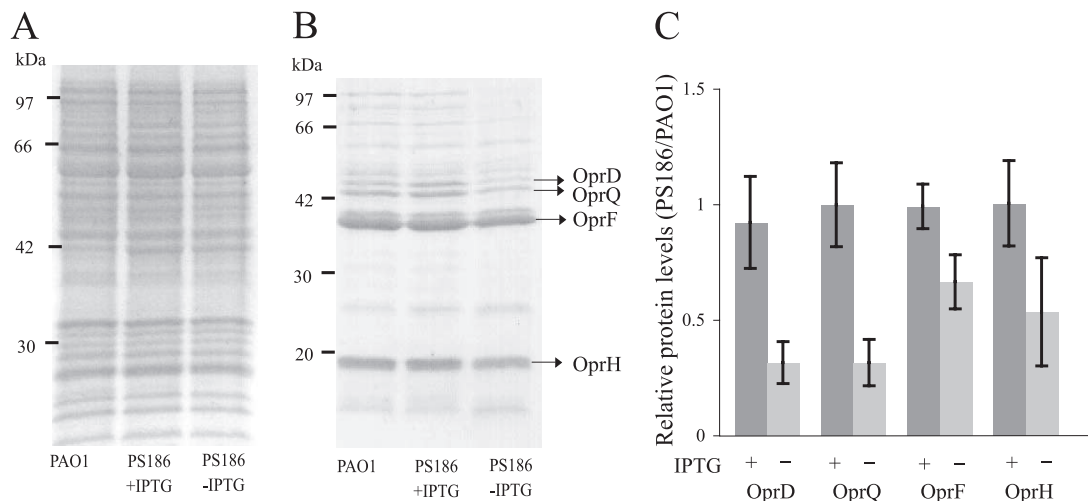 A
kDa
97
66
42
30
PAO1
PS186
+IPTG
PS186
-IPTG
B
kDa
97
66
42
30
20
OprD
OprQ
OprF
OprH
PAO1
PS186
+IPTG
PS186
-IPTG
C
Relative protein levels (PS186/PAO1)
1.5
1
0.5
0
IPTG + − + − + − + −
OprD OprQ OprF OprH